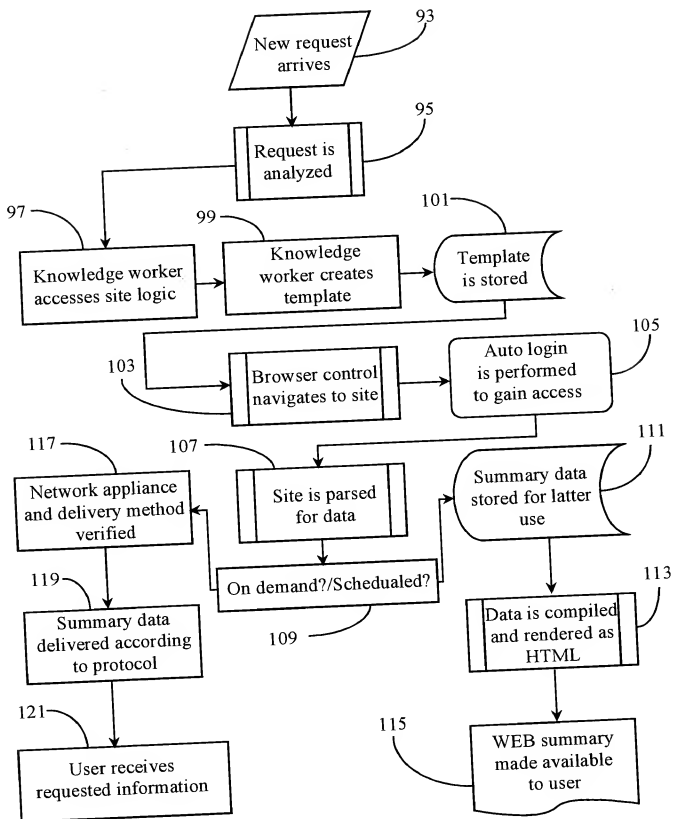 93
New request
arrives
95
Request is
analyzed
97
Knowledge worker
accesses site logic
99
Knowledge
worker creates
template
101
Template
is stored
103
Browser control
navigates to site
105
Auto login
is performed
to gain access
107
Site is parsed
for data
109
On demand?/Schedualed?
111
Summary data
stored for latter
use
113
Data is compiled
and rendered as
HTML
115
WEB summary
made available
to user
117
Network appliance
and delivery method
verified
119
Summary data
delivered according
to protocol
121
User receives
requested information